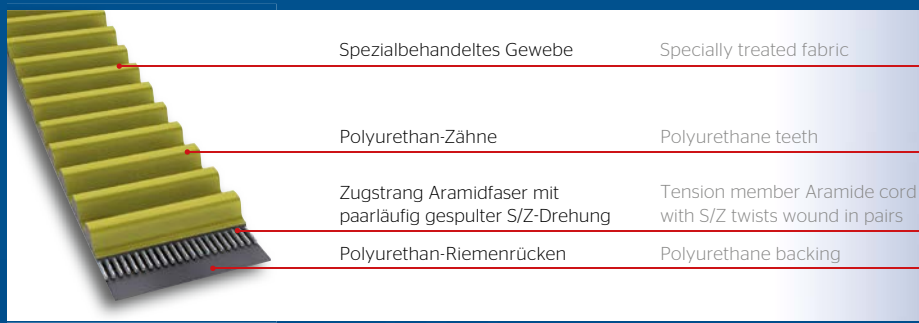 Spezialbehandeltes Gewebe
Specially treated fabric
Polyurethan-Zähne
Polyurethane teeth
Zugstrang Aramidfaser mit
paarläufig gespulter S/Z-Drehung
Tension member Aramide cord
with S/Z twists wound in pairs
Polyurethan-Riemenrücken
Polyurethane backing